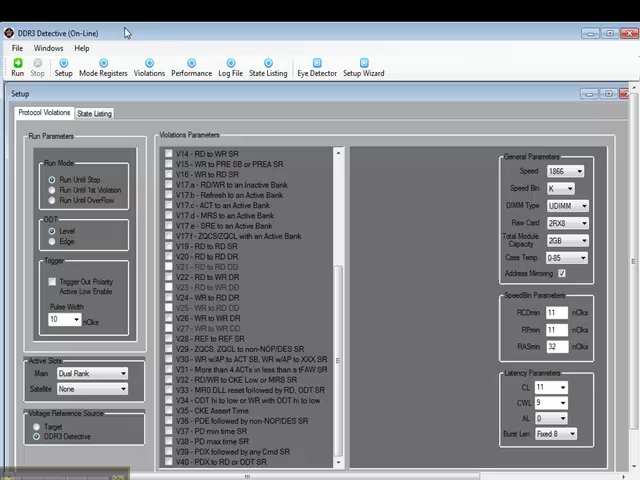 DDR3 Detective (On-Line)
File Windows Help
Run Stop Setup Mode Registers Violations Performance Log File State Listing Eye Detector Setup Wizard
Setup
Protocol Violations State Listing
Run Parameters
Run Mode
Run Until Stop
Run Until 1st Violation
Run Until Overflow
ODT
Level
Edge
Trigger
Trigger Out Polarity
Active Low Enable
Pulse Width
10 nClks
Active Slots
Main Dual Rank
Satellite None
Voltage Reference Source
Target
DDR3 Detective
Violations Parameters
V14 - RD to WR SR
V15 - WR to PRE SB or PREA SR
V16 - WR to RD SR
V17.a - RD/WR to an Inactive Bank
V17.b - Refresh to an Active Bank
V17.c - ACT to an Active Bank
V17.d - MRS to an Active Bank
V17.e - SRE to an Active Bank
V17.f - ZQCS/ZQCL with an Active Bank
V19 - RD to RD SR
V20 - RD to RD DR
V21 - RD to RD DD
V22 - RD to WR DR
V23 - RD to WR DD
V24 - WR to RD DR
V25 - WR to RD DD
V26 - WR to WR DR
V27 - WR to WR DD
V28 - REF to REF SR
V29 - ZQCS, ZQCL to non-NOP/DES SR
V30 - WR w/AP to ACT SB, WR w/AP to XXX SR
V31 - More than 4 ACTs in less than a tFAW SR
V32 - RD/WR to CKE Low or MRS SR
V33 - MRO DLL reset followed by RD, ODT SR
V34 - ODT hi to low or WR with ODT hi to low
V35 - CKE Assert Time
V36 - PDE followed by non-NOP/DES SR
V37 - PD min time SR
V38 - PD max time SR
V39 - PDX followed by any Cmd SR
V40 - PDX to RD or ODT SR
General Parameters
Speed 1866
Speed Bin K
DIMM Type UDIMM
Raw Card 2RX8
Total Module Capacity 2GB
Case Temp. 0-85
Address Mirroring
SpeedBin Parameters
RCDmin 11 nClks
RPmin 11 nClks
RASmin 32 nClks
Latency Parameters
CL 11
CWL 9
AL 0
Burst Len. Fixed 8